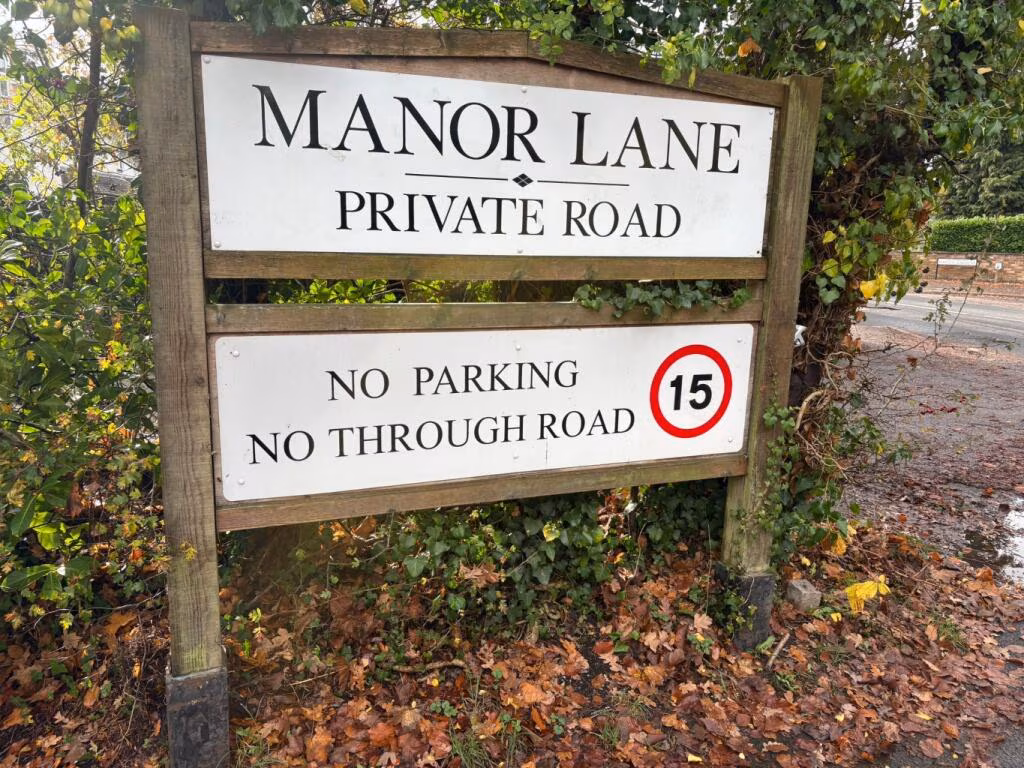 MANOR LANE
PRIVATE ROAD
NO PARKING
NO THROUGH ROAD
15